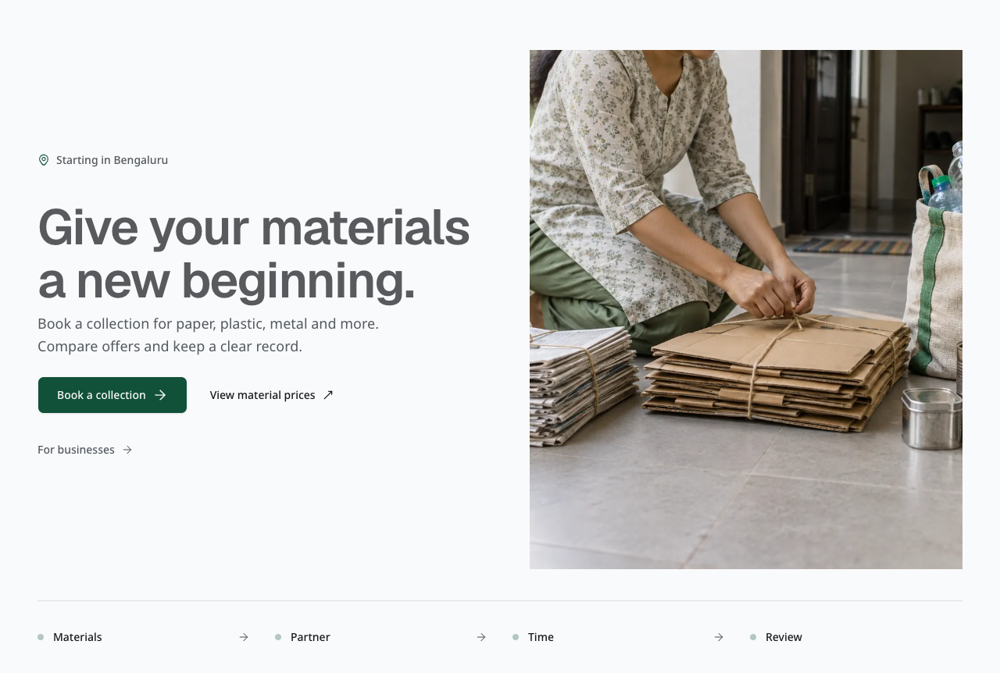 Starting in Bengaluru
Give your materials
a new beginning.
Book a collection for paper, plastic, metal and more.
Compare offers and keep a clear record.
Book a collection
View material prices
For businesses
Materials
Partner
Time
Review